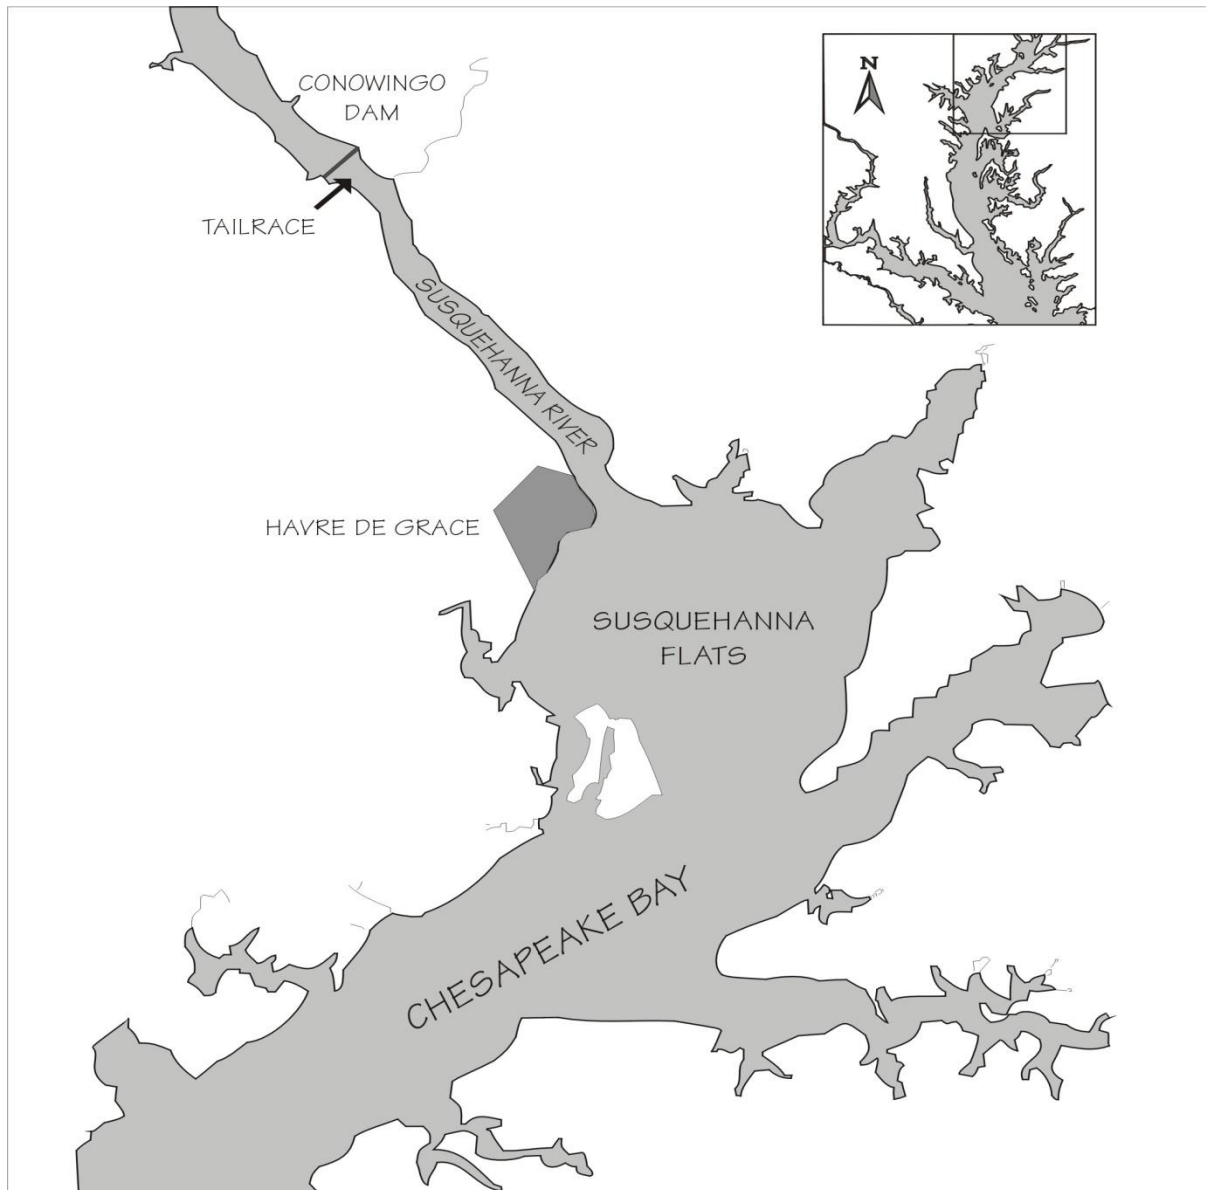 CONOWINGO
DAM
N
TAILRACE
SUSQUEHANNA RIVER
HAVRE DE GRACE
SUSQUEHANNA
FLATS
CHESAPEAKE BAY